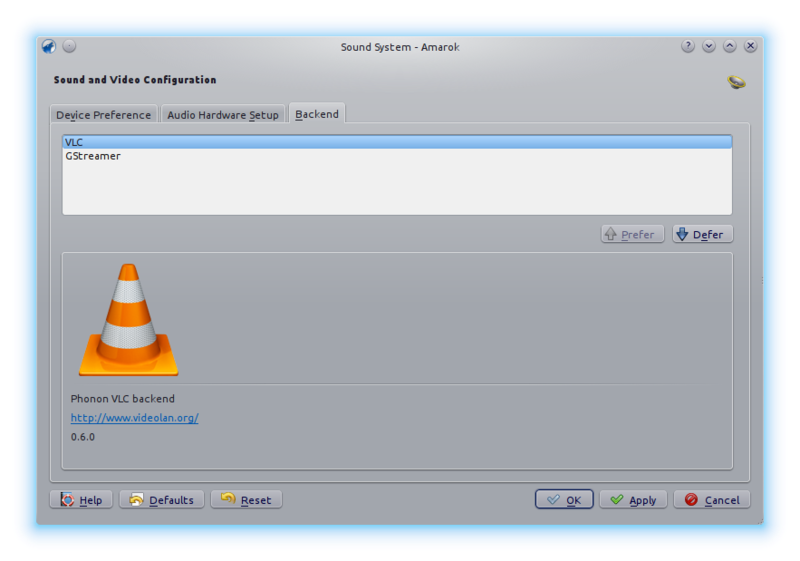 Sound System - Amarok
Sound and Video Configuration
Device Preference Audio Hardware Setup Backend
VLC
GStreamer
Prefer Defer
Phonon VLC backend
http://www.videolan.org/
0.6.0
Help Defaults Reset OK Apply Cancel